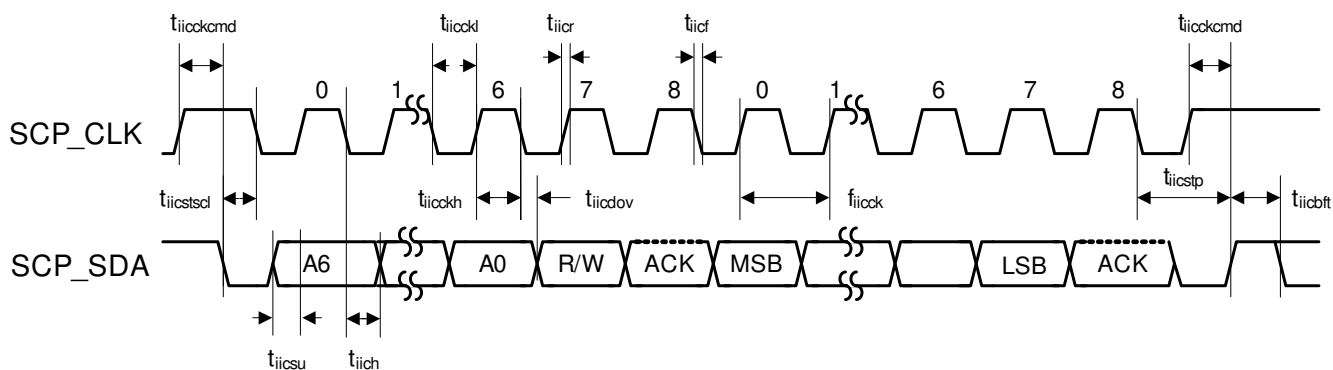 t_iicckcmd t_iicckl t_iicr t_iicf t_iicckcmd
0 1 6 7 8 0 1 6 7 8
SCP_CLK
t_iicstscl t_iicckh t_iicdov f_iicck t_iicstp t_iicbft
SCP_SDA A6 A0 R/W ACK MSB LSB ACK
t_iicsu t_iich